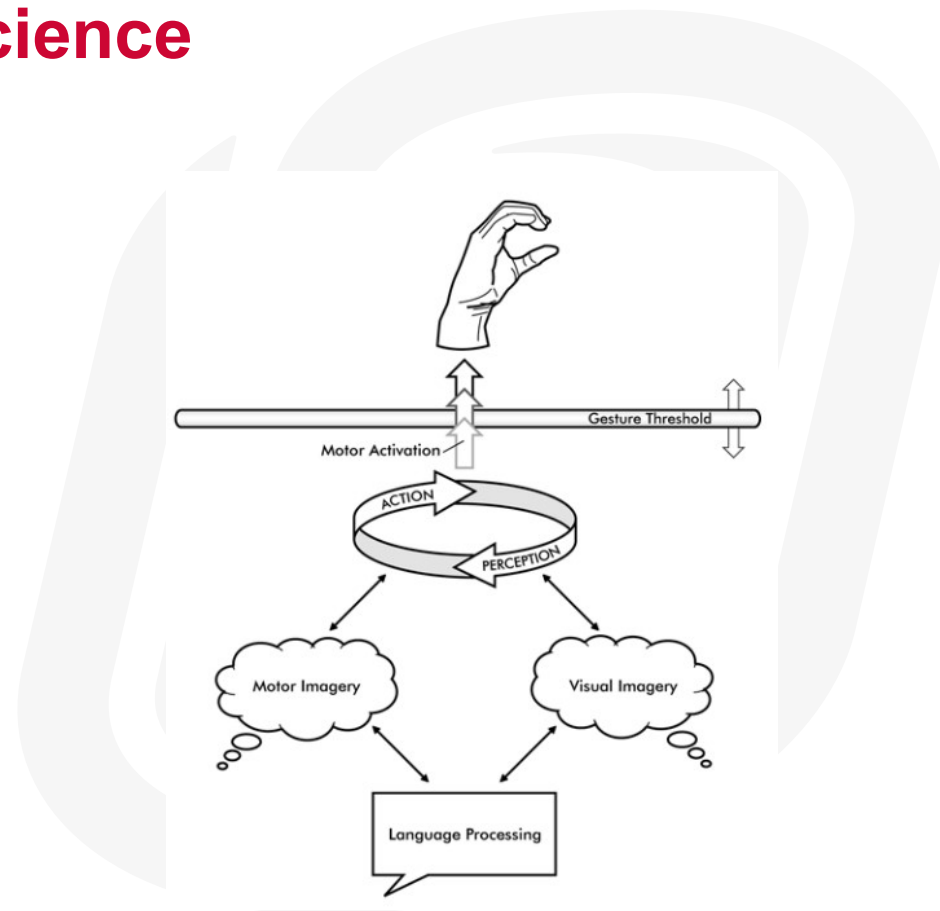 cience
Gesture Threshold
Motor Activation
ACTION
PERCEPTION
Motor Imagery
Visual Imagery
Language Processing